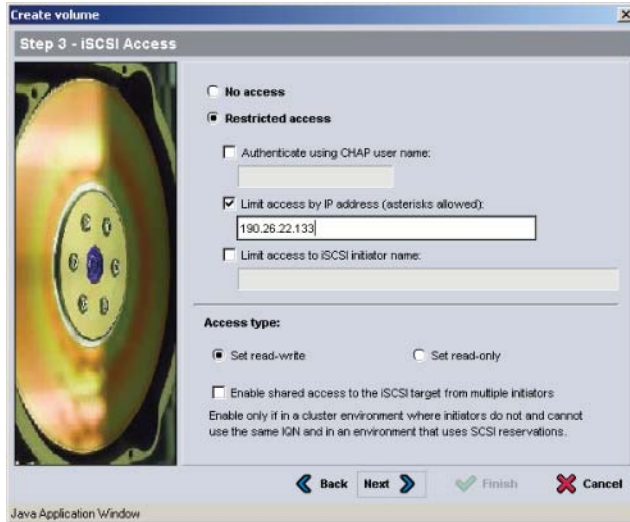 Create volume
Step 3 - iSCSI Access
No access
Restricted access
Authenticate using CHAP user name:
Limit access by IP address (asterisks allowed):
190.26.22.133
Limit access to iSCSI initiator name:
Access type:
Set read-write
Set read-only
Enable shared access to the iSCSI target from multiple initiators
Enable only if in a cluster environment where initiators do not and cannot
use the same IQN and in an environment that uses SCSI reservations.
Back Next Finish Cancel
Java Application Window